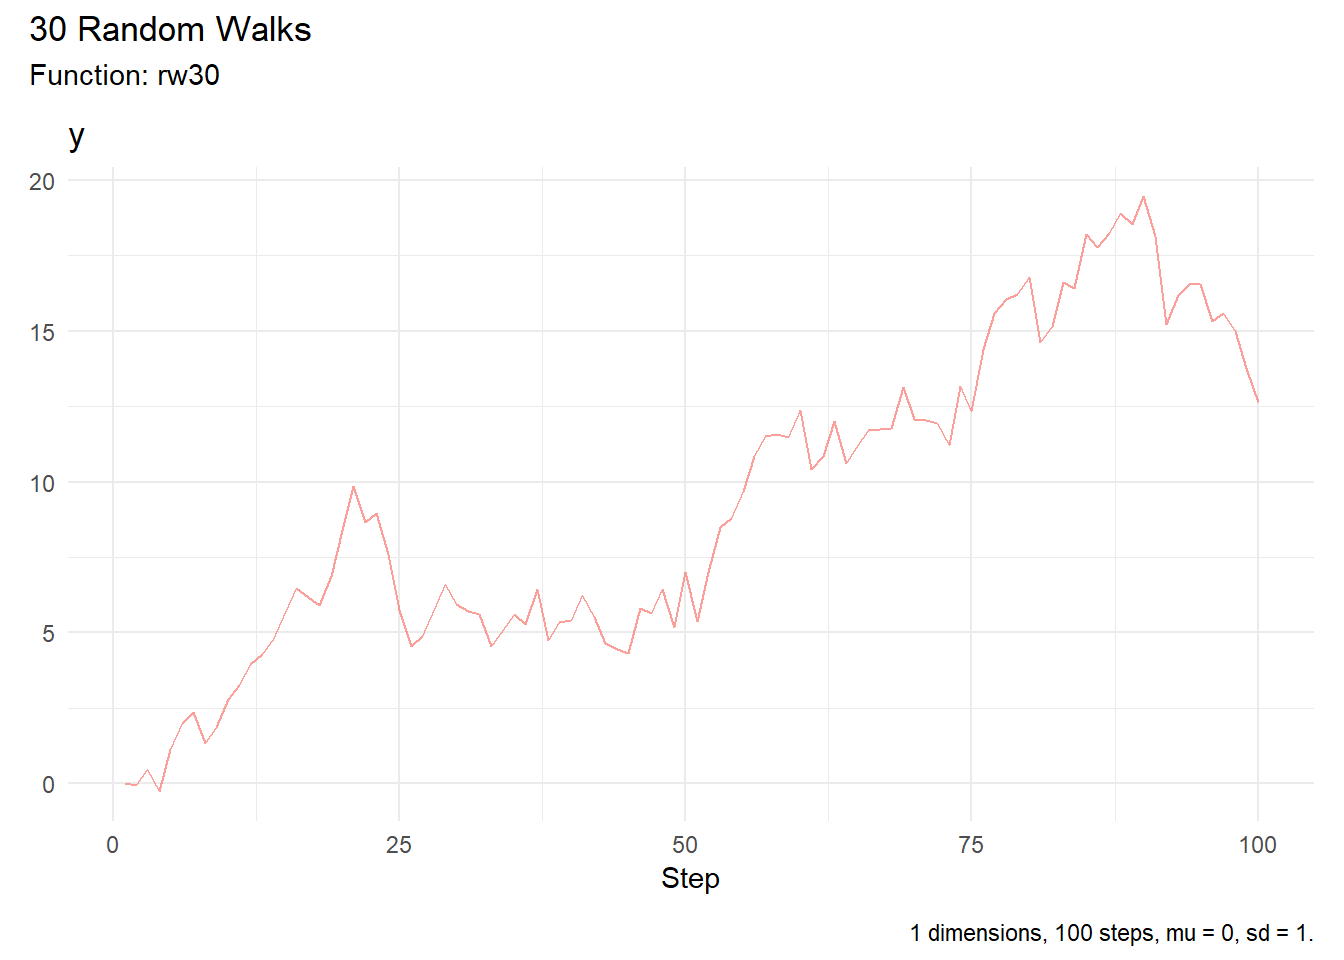 30 Random Walks
Function: rw30
y
20
15
10
5
0
0 25 50 75 100
Step
1 dimensions, 100 steps, mu = 0, sd = 1.